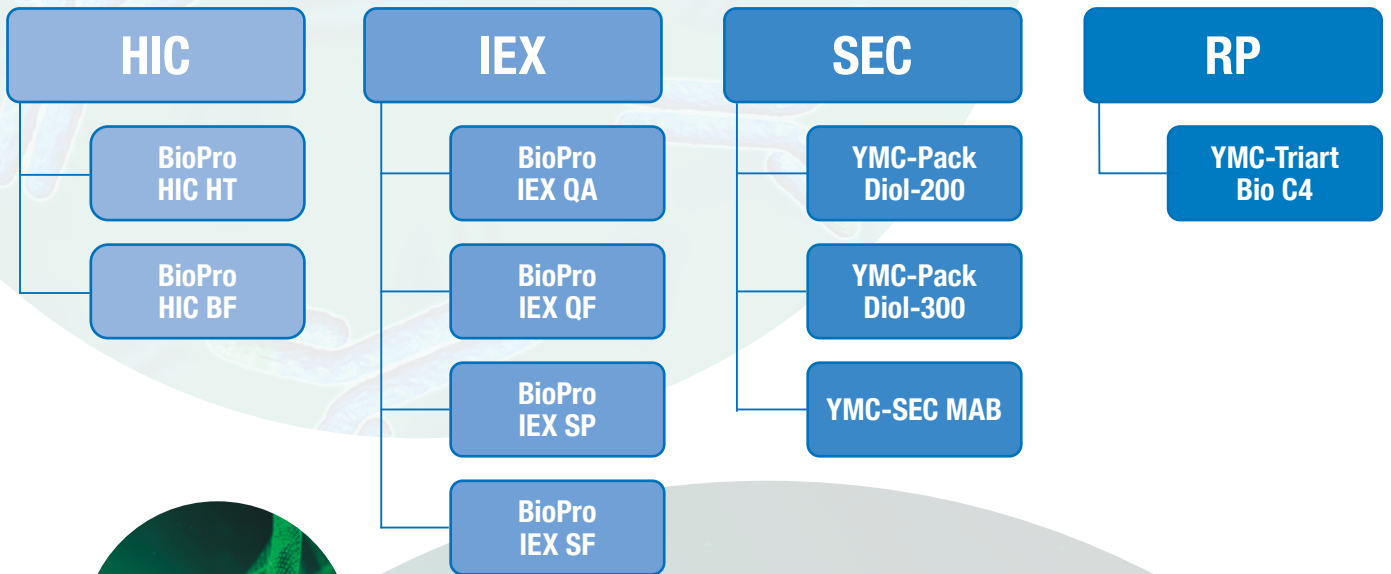 HIC
BioPro
HIC HT
BioPro
HIC BF
IEX
BioPro
IEX QA
BioPro
IEX QF
BioPro
IEX SP
BioPro
IEX SF
SEC
YMC-Pack
Diol-200
YMC-Pack
Diol-300
YMC-SEC MAB
RP
YMC-Triart
Bio C4